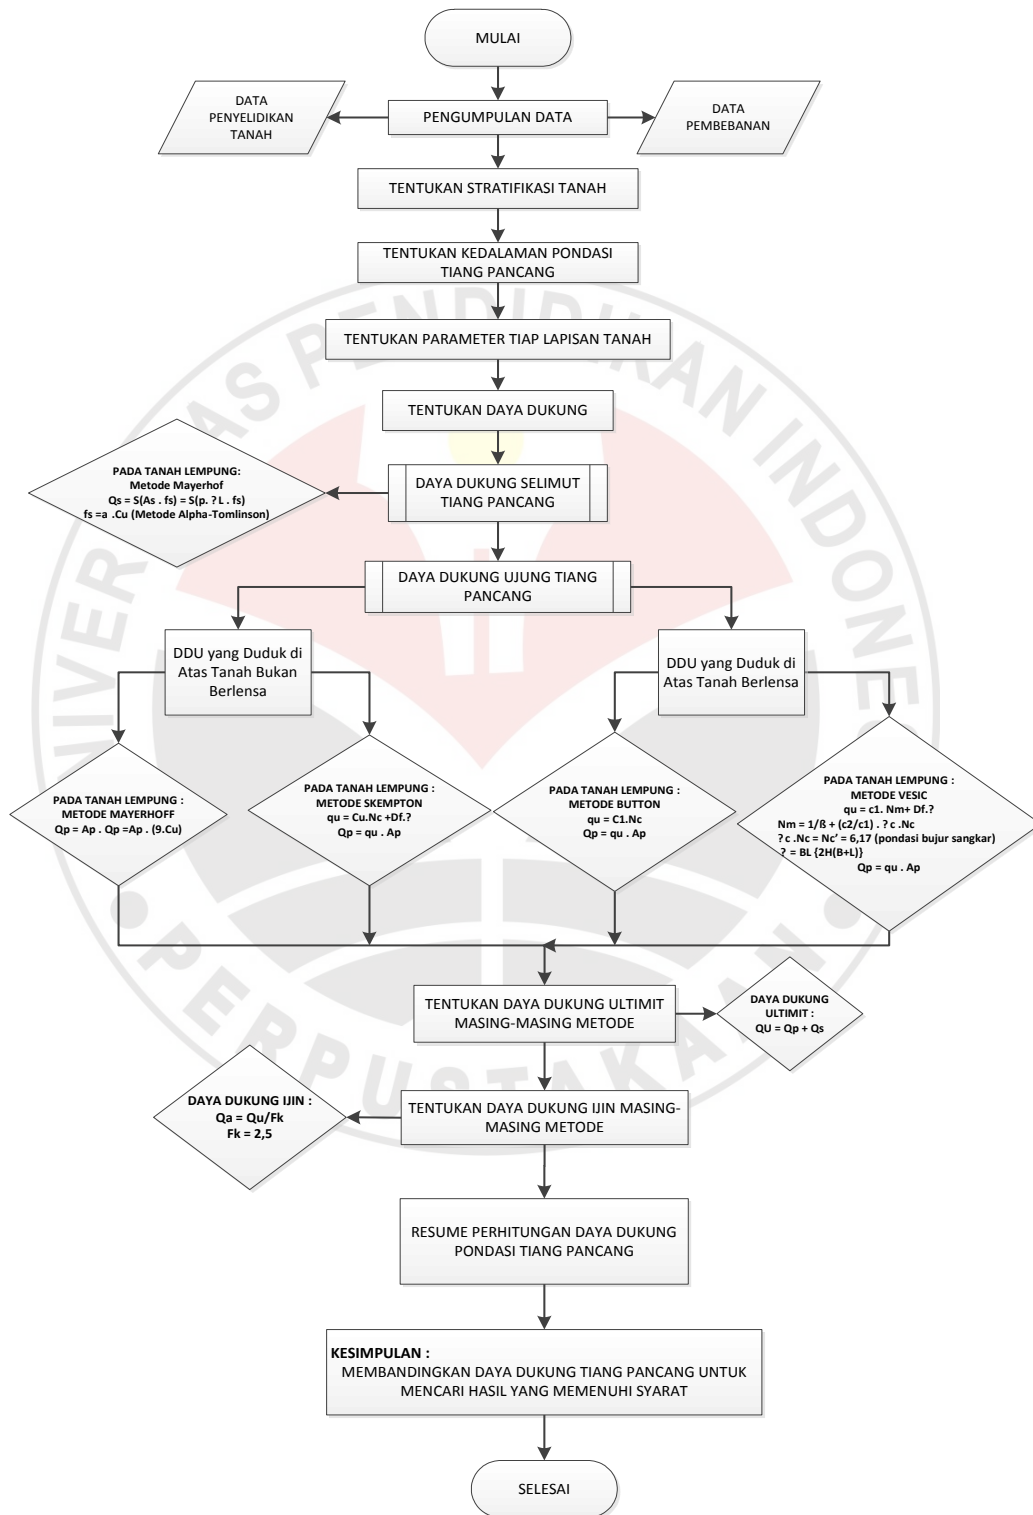 MULAI
DATA
PENYELIDIKAN
TANAH
PENGUMPULAN DATA
DATA
PEMBEBANAN
TENTUKAN STRATIFIKASI TANAH
TENTUKAN KEDALAMAN PONDASI
TIANG PANCANG
TENTUKAN PARAMETER TIAP LAPISAN TANAH
TENTUKAN DAYA DUKUNG
PADA TANAH LEMPUNG:
Metode Mayerhof
Qs = S(As . fs) = S(p. ? L . fs)
fs =a .Cu (Metode Alpha-Tomlinson)
DAYA DUKUNG SELIMUT
TIANG PANCANG
DAYA DUKUNG UJUNG TIANG
PANCANG
DDU yang Duduk di
Atas Tanah Bukan
Berlensa
DDU yang Duduk di
Atas Tanah Berlensa
PADA TANAH LEMPUNG :
METODE MAYERHOFF
Qp = Ap . Qp =Ap . (9.Cu)
PADA TANAH LEMPUNG :
METODE SKEMPTON
qu = Cu.Nc +Df.?
Qp = qu . Ap
PADA TANAH LEMPUNG :
METODE BUTTON
qu = C1.Nc
Qp = qu . Ap
PADA TANAH LEMPUNG :
METODE VESIC
qu = c1. Nm+ Df.?
Nm = 1/ß + (c2/c1) . ? c .Nc
? c .Nc = Nc’ = 6,17 (pondasi bujur sangkar)
? = BL {2H(B+L)}
Qp = qu . Ap
TENTUKAN DAYA DUKUNG ULTIMIT
MASING-MASING METODE
DAYA DUKUNG
ULTIMIT :
QU = Qp + Qs
DAYA DUKUNG IJIN :
Qa = Qu/Fk
Fk = 2,5
TENTUKAN DAYA DUKUNG IJIN MASING-
MASING METODE
RESUME PERHITUNGAN DAYA DUKUNG
PONDASI TIANG PANCANG
KESIMPULAN :
MEMBANDINGKAN DAYA DUKUNG TIANG PANCANG UNTUK
MENCARI HASIL YANG MEMENUHI SYARAT
SELESAI
PENDIDIKAN INDONES
PERPUSTAKAAN